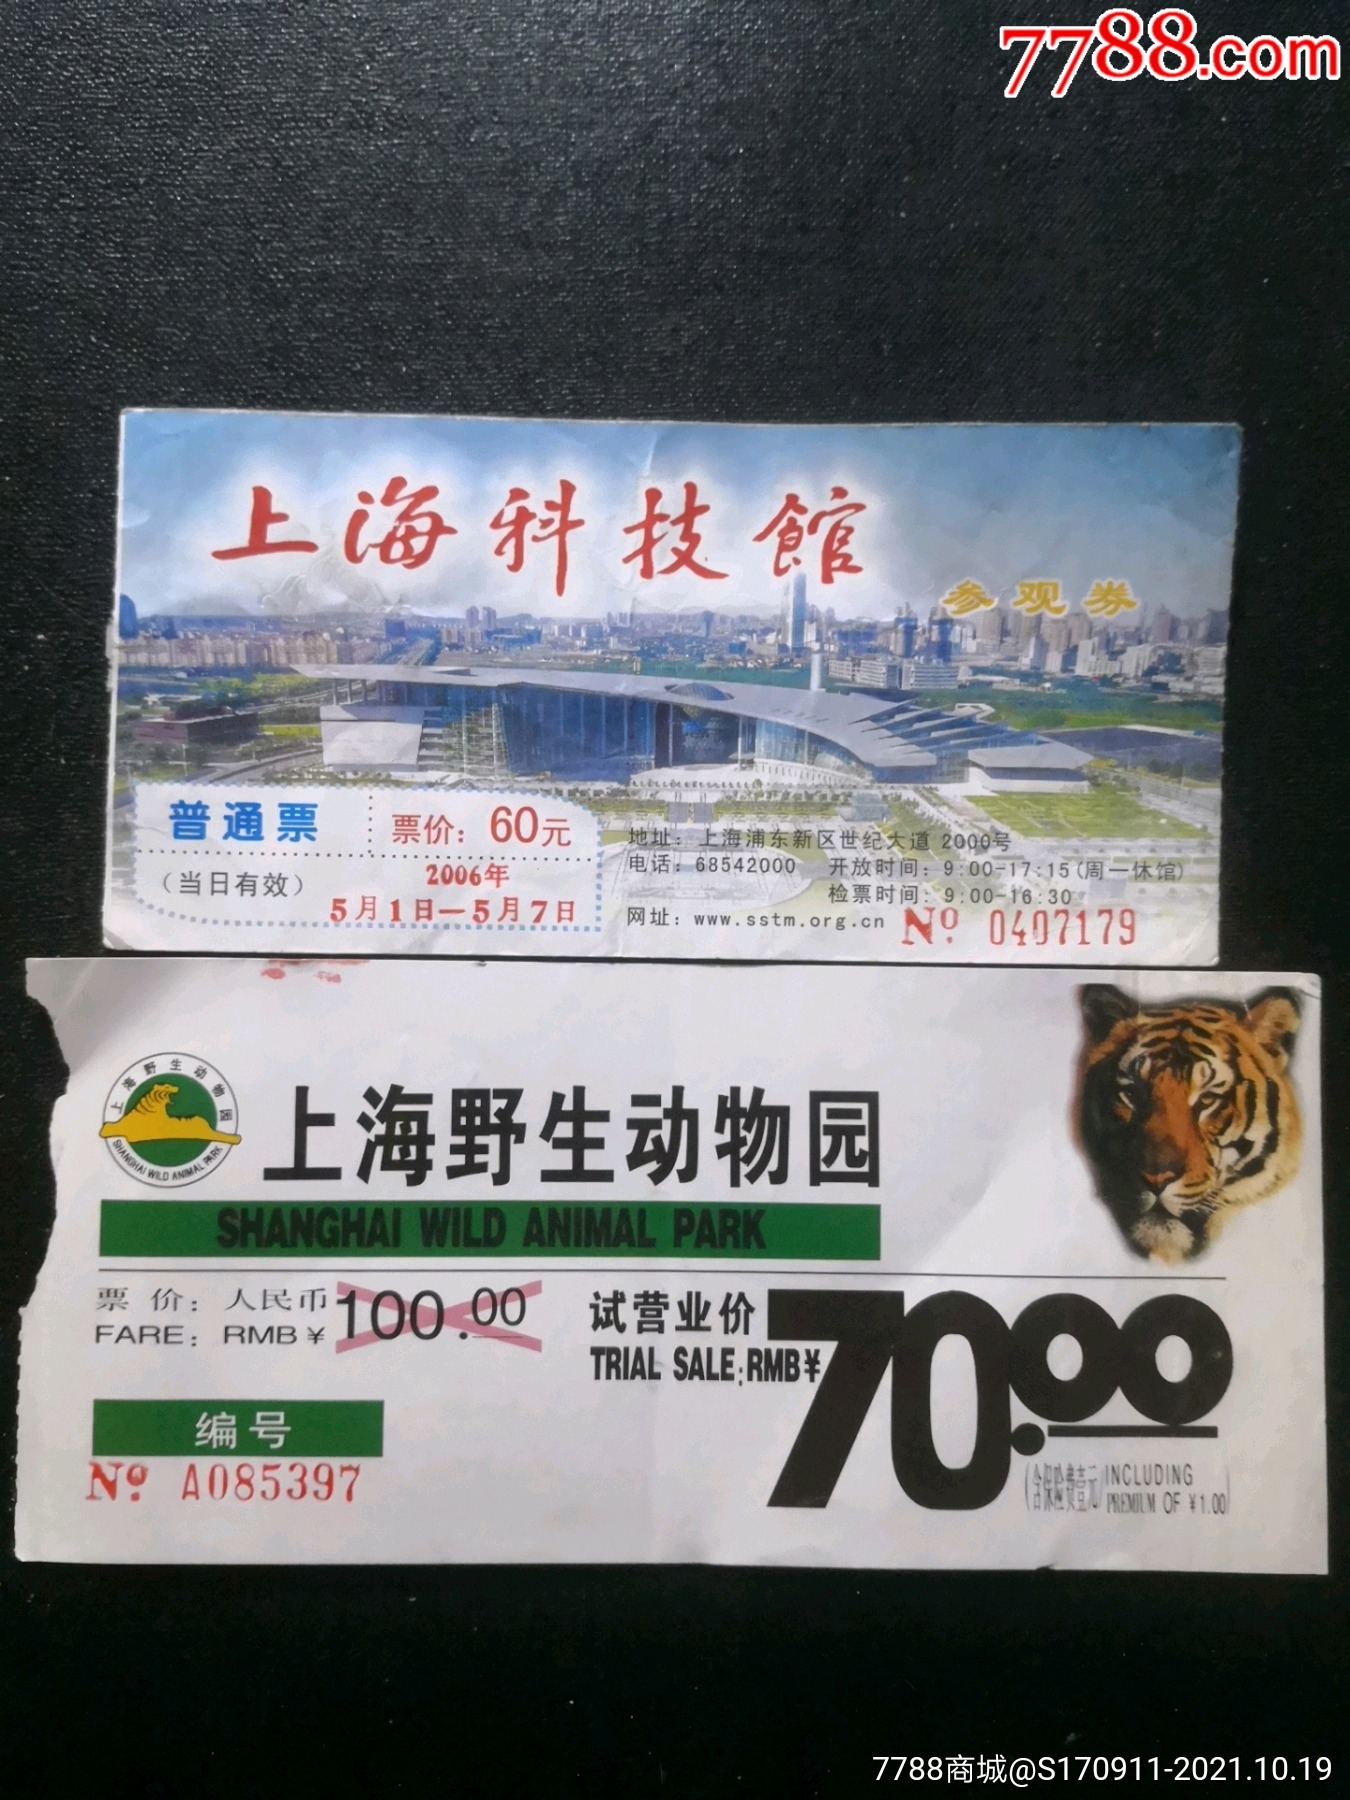 7788.com
上海科技館
参观券
普通票
票价：60元
（当日有效）
2006年
5月1日—5月7日
地址：上海浦东新区世纪大道 2000号
电话：68542000 开放时间：9:00-17:15(周一休馆)
检票时间：9:00-16:30
网址：www.sstm.org.cn
Nº 0407179
上海野生动物园
SHANGHAI WILD ANIMAL PARK
上海野生动物园
SHANGHAI WILD ANIMAL PARK
票 价：人民币 100.00
FARE：RMB￥
试营业价
TRIAL SALE:RMB￥
70.00
(含保险费壹元/INCLUDING
PREMIUM OF ￥1.00)
编号
Nº A085397
7788商城@S170911-2021.10.19